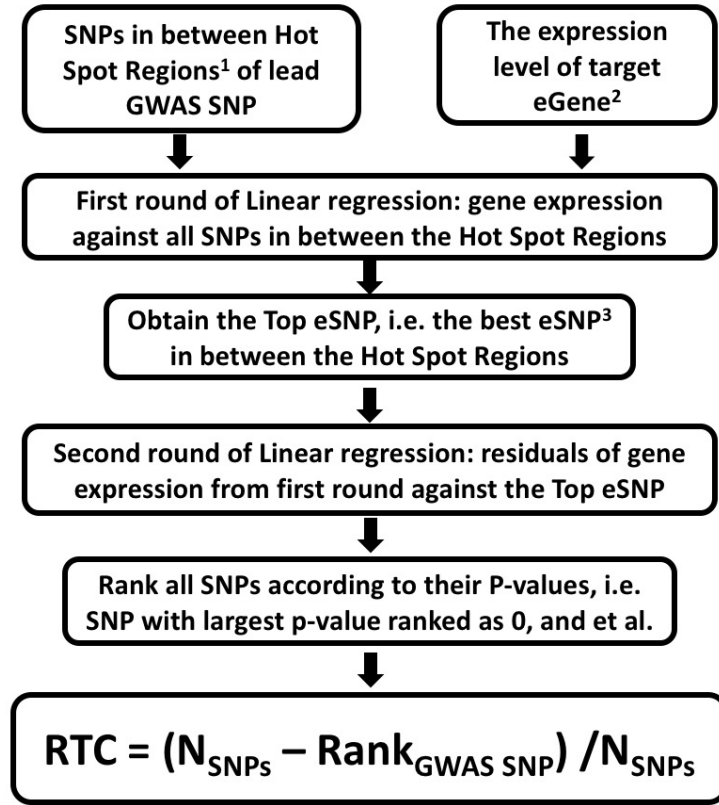 SNPs in between Hot
Spot Regions¹ of lead
GWAS SNP
The expression
level of target
eGene²
First round of Linear regression: gene expression
against all SNPs in between the Hot Spot Regions
Obtain the Top eSNP, i.e. the best eSNP³
in between the Hot Spot Regions
Second round of Linear regression: residuals of gene
expression from first round against the Top eSNP
Rank all SNPs according to their P-values, i.e.
SNP with largest p-value ranked as 0, and et al.
RTC = (N_SNPs – Rank_GWAS SNP) /N_SNPs